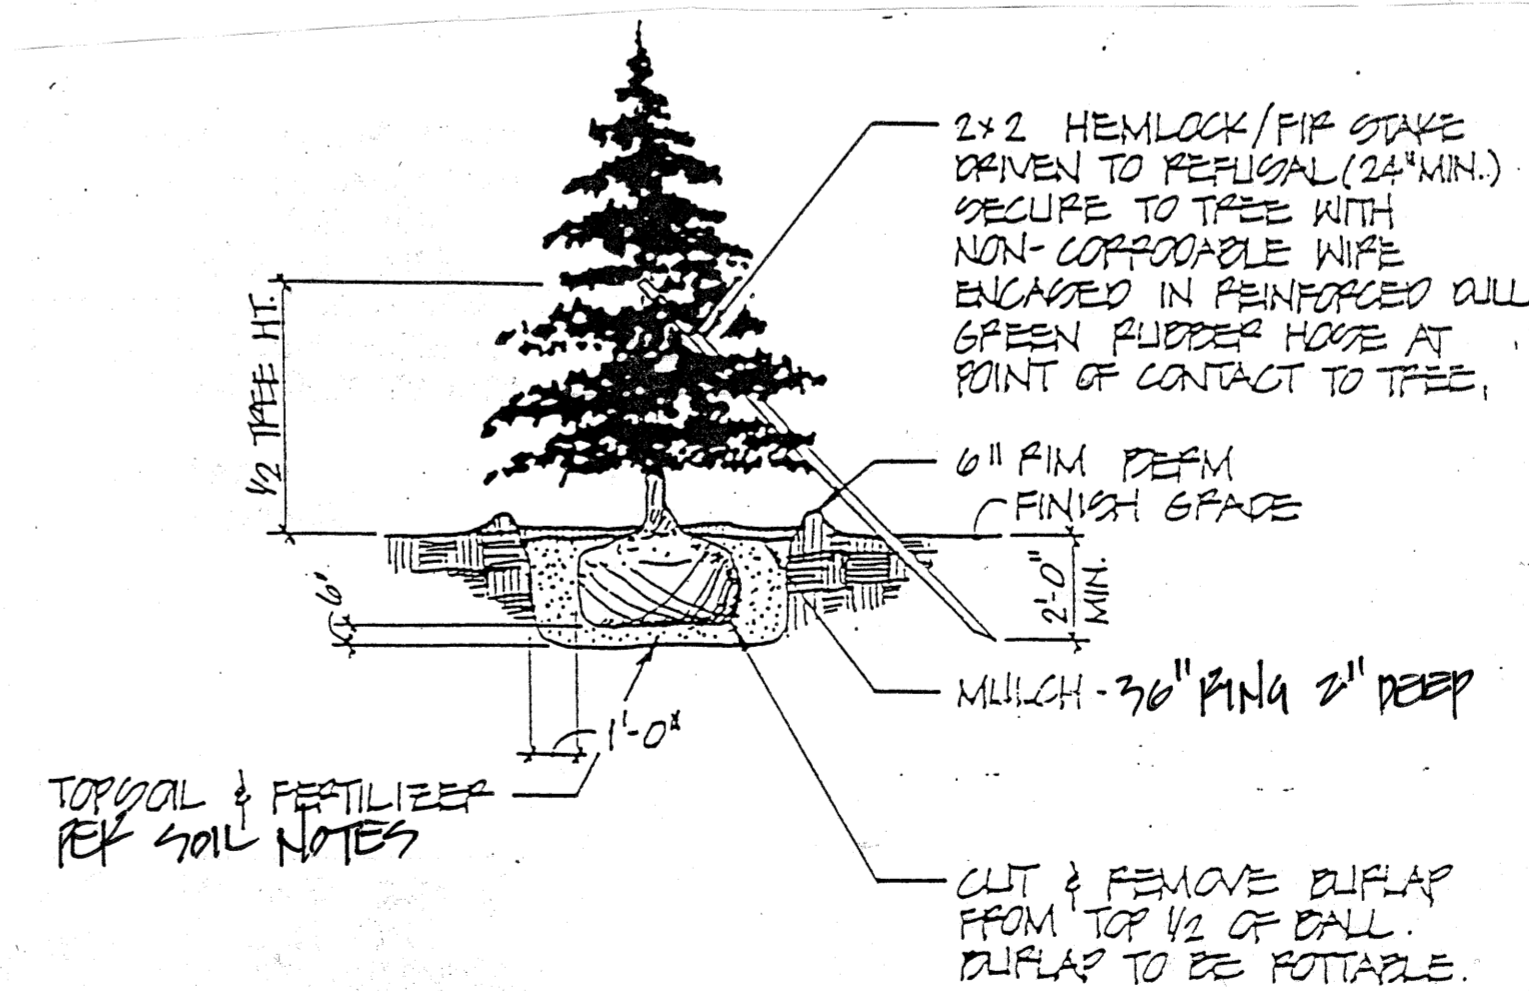 2x2 HEMLOCK/FIR STAKE
DRIVEN TO REFUSAL (24" MIN.)
SECURE TO TREE WITH
NON-CORRODABLE WIRE
ENCASED IN REINFORCED DULL
GREEN RUBBER HOSE AT
POINT OF CONTACT TO TREE.
1/2 TREE HT.
6" RIM BERM
FINISH GRADE
6"
2'-0"
MIN.
MULCH - 36" RING 2" DEEP
1'-0"
TOPSOIL & FERTILIZER
PER SOIL NOTES
CUT & REMOVE BURLAP
FROM TOP 1/2 OF BALL.
BURLAP TO BE ROTTABLE.